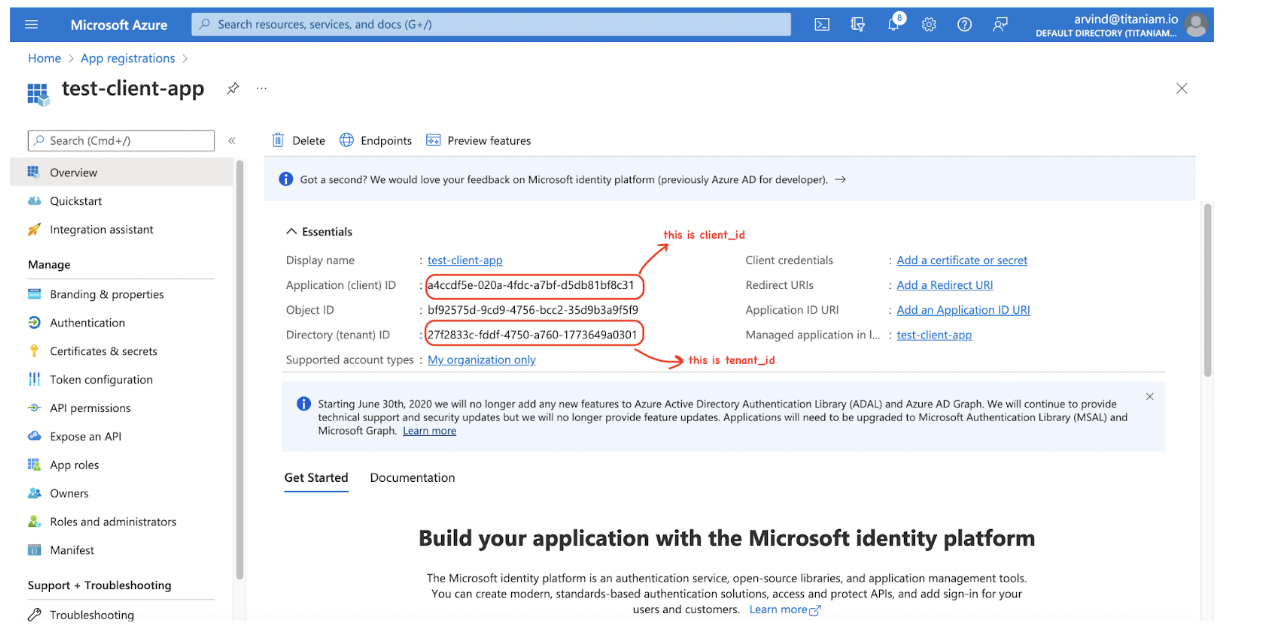 Microsoft Azure
Search resources, services, and docs (G+/)
8
arvind@titaniam.io
DEFAULT DIRECTORY (TITANIAM...
Home > App registrations >
test-client-app
...
Search (Cmd+/)
«
Delete
Endpoints
Preview features
Overview
Quickstart
Integration assistant
Manage
Branding & properties
Authentication
Certificates & secrets
Token configuration
API permissions
Expose an API
App roles
Owners
Roles and administrators
Manifest
Support + Troubleshooting
Troubleshooting
Got a second? We would love your feedback on Microsoft identity platform (previously Azure AD for developer). →
Essentials
this is client_id
Display name : test-client-app
Application (client) ID : a4ccdf5e-020a-4fdc-a7bf-d5db81bf8c31
Object ID : bf92575d-9cd9-4756-bcc2-35d9b3a9f5f9
Directory (tenant) ID : 27f2833c-fddf-4750-a760-1773649a0301
Supported account types : My organization only
this is tenant_id
Client credentials : Add a certificate or secret
Redirect URIs : Add a Redirect URI
Application ID URI : Add an Application ID URI
Managed application in l... : test-client-app
Starting June 30th, 2020 we will no longer add any new features to Azure Active Directory Authentication Library (ADAL) and Azure AD Graph. We will continue to provide
technical support and security updates but we will no longer provide feature updates. Applications will need to be upgraded to Microsoft Authentication Library (MSAL) and
Microsoft Graph. Learn more
Get Started
Documentation
Build your application with the Microsoft identity platform
The Microsoft identity platform is an authentication service, open-source libraries, and application management tools.
You can create modern, standards-based authentication solutions, access and protect APIs, and add sign-in for your
users and customers. Learn more